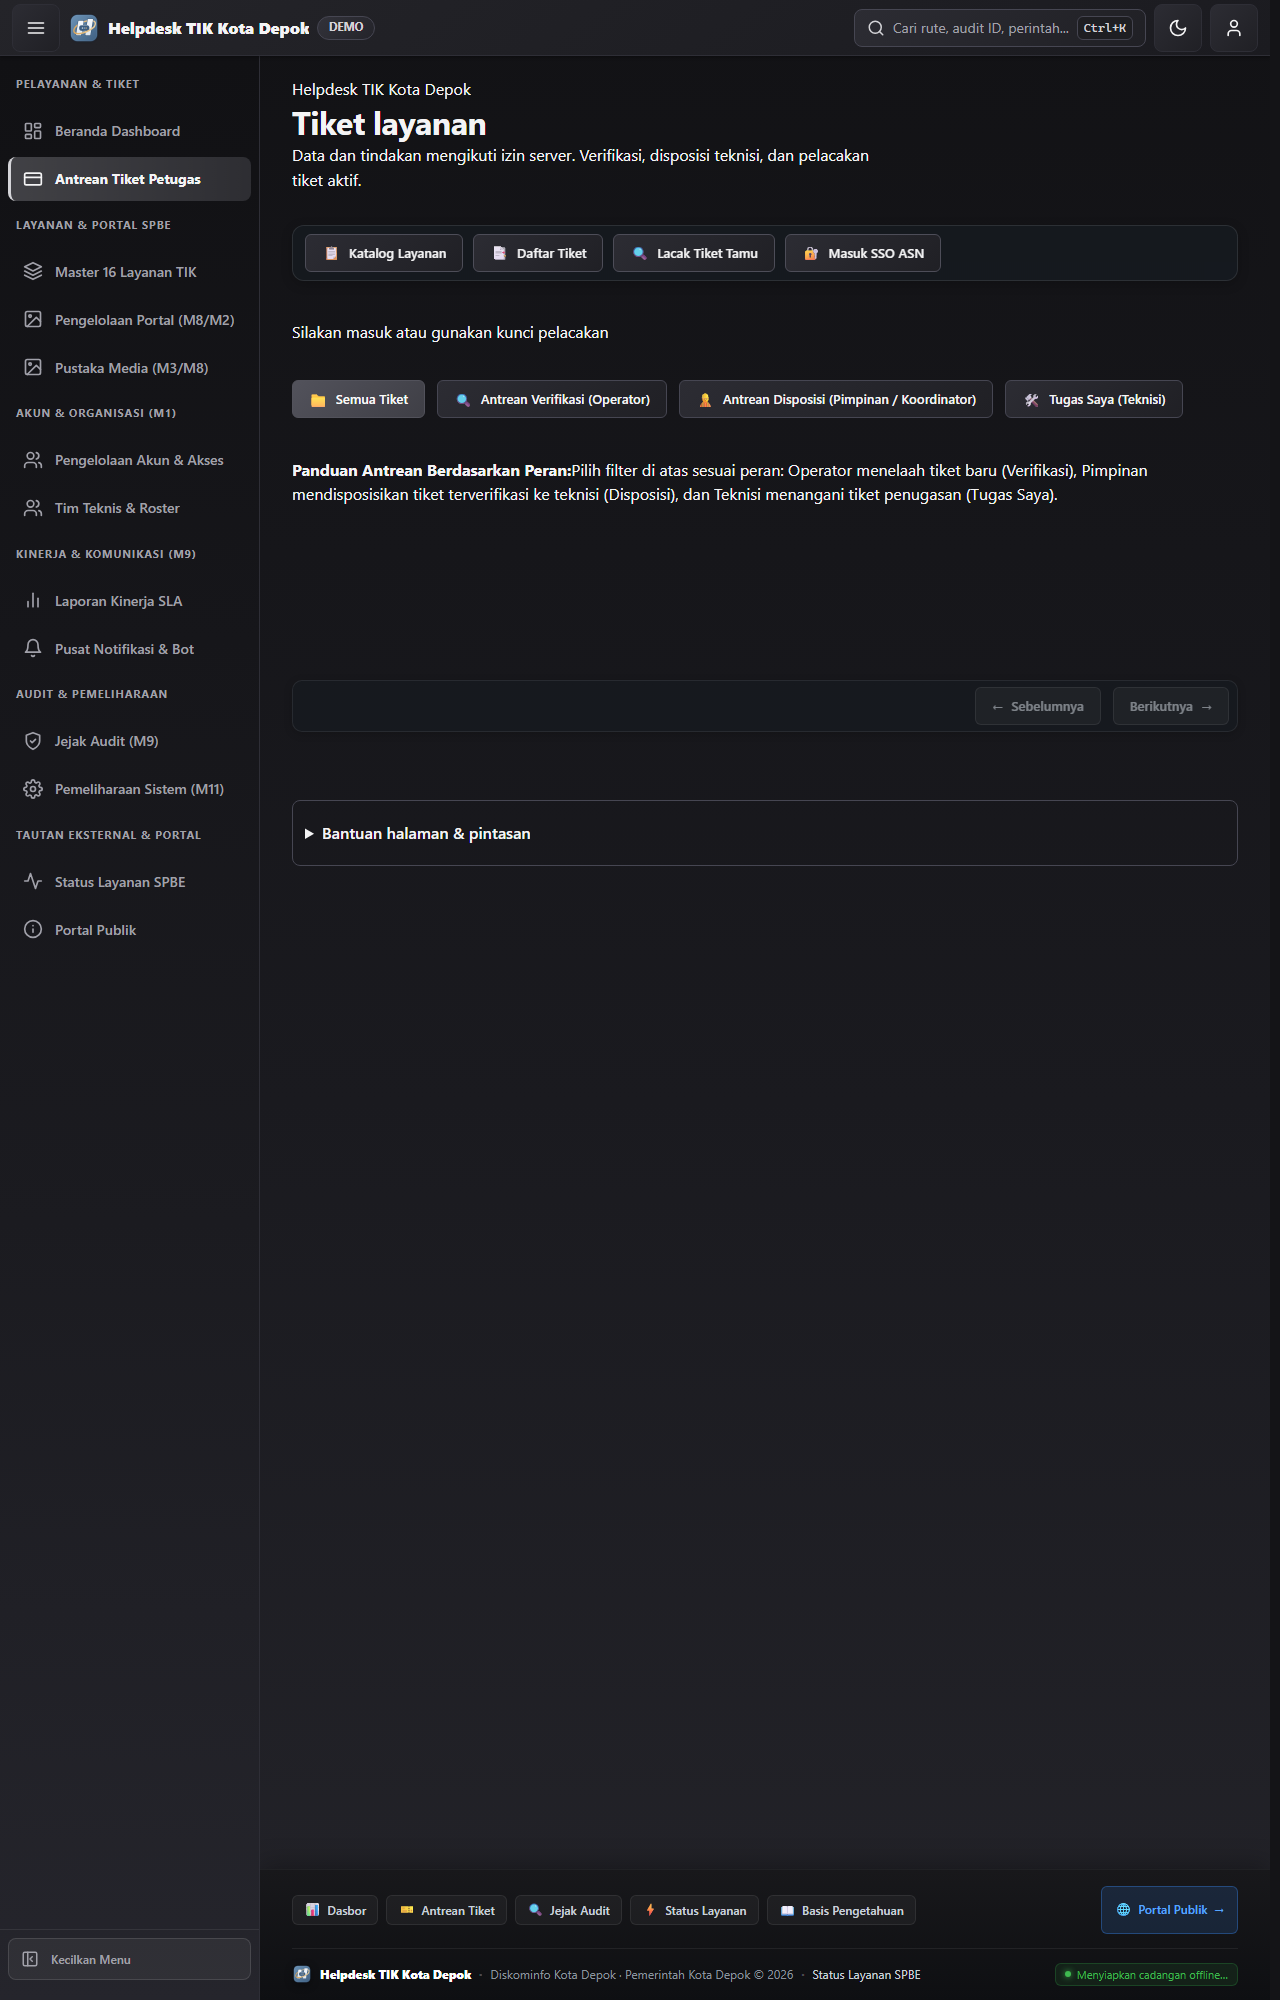 Helpdesk TIK Kota Depok
DEMO
Cari rute, audit ID, perintah...
Ctrl+K
PELAYANAN & TIKET
Beranda Dashboard
Antrean Tiket Petugas
LAYANAN & PORTAL SPBE
Master 16 Layanan TIK
Pengelolaan Portal (M8/M2)
Pustaka Media (M3/M8)
AKUN & ORGANISASI (M1)
Pengelolaan Akun & Akses
Tim Teknis & Roster
KINERJA & KOMUNIKASI (M9)
Laporan Kinerja SLA
Pusat Notifikasi & Bot
AUDIT & PEMELIHARAAN
Jejak Audit (M9)
Pemeliharaan Sistem (M11)
TAUTAN EKSTERNAL & PORTAL
Status Layanan SPBE
Portal Publik
Kecilkan Menu
Helpdesk TIK Kota Depok
Tiket layanan
Data dan tindakan mengikuti izin server. Verifikasi, disposisi teknisi, dan pelacakan
tiket aktif.
Katalog Layanan
Daftar Tiket
Lacak Tiket Tamu
Masuk SSO ASN
Silakan masuk atau gunakan kunci pelacakan
Semua Tiket
Antrean Verifikasi (Operator)
Antrean Disposisi (Pimpinan / Koordinator)
Tugas Saya (Teknisi)
Panduan Antrean Berdasarkan Peran:Pilih filter di atas sesuai peran: Operator menelaah tiket baru (Verifikasi), Pimpinan
mendisposisikan tiket terverifikasi ke teknisi (Disposisi), dan Teknisi menangani tiket penugasan (Tugas Saya).
← Sebelumnya
Berikutnya →
Bantuan halaman & pintasan
Dasbor
Antrean Tiket
Jejak Audit
Status Layanan
Basis Pengetahuan
Portal Publik →
Helpdesk TIK Kota Depok · Diskominfo Kota Depok · Pemerintah Kota Depok © 2026 · Status Layanan SPBE
Menyiapkan cadangan offline...